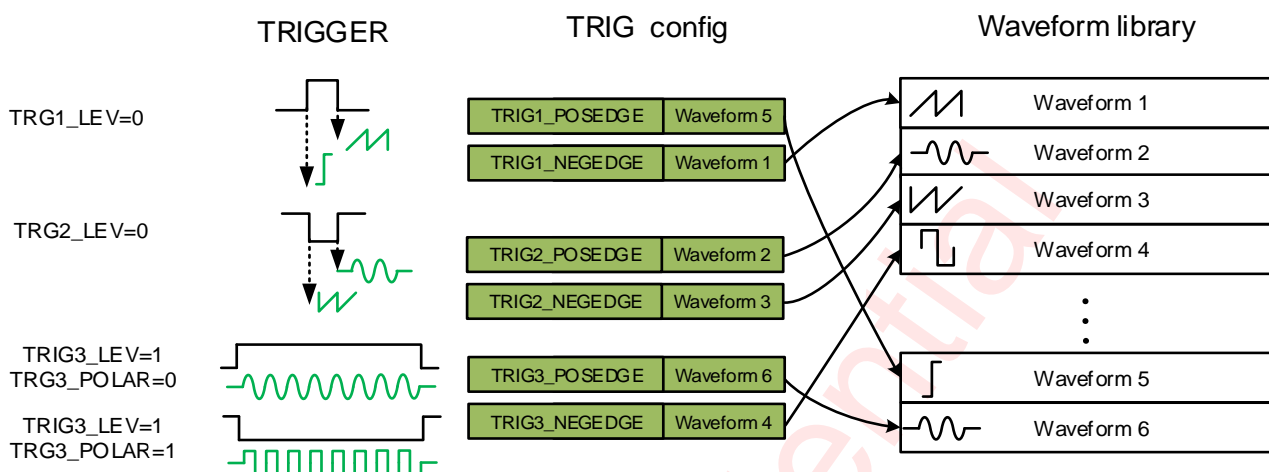 TRIGGER
TRIG config
Waveform library
TRG1_LEV=0
TRIG1_POSEDGE Waveform 5
TRIG1_NEGEDGE Waveform 1
Waveform 1
Waveform 2
Waveform 3
Waveform 4
TRG2_LEV=0
TRIG2_POSEDGE Waveform 2
TRIG2_NEGEDGE Waveform 3
TRIG3_LEV=1
TRG3_POLAR=0
TRIG3_POSEDGE Waveform 6
Waveform 5
TRIG3_LEV=1
TRG3_POLAR=1
TRIG3_NEGEDGE Waveform 4
Waveform 6
ential